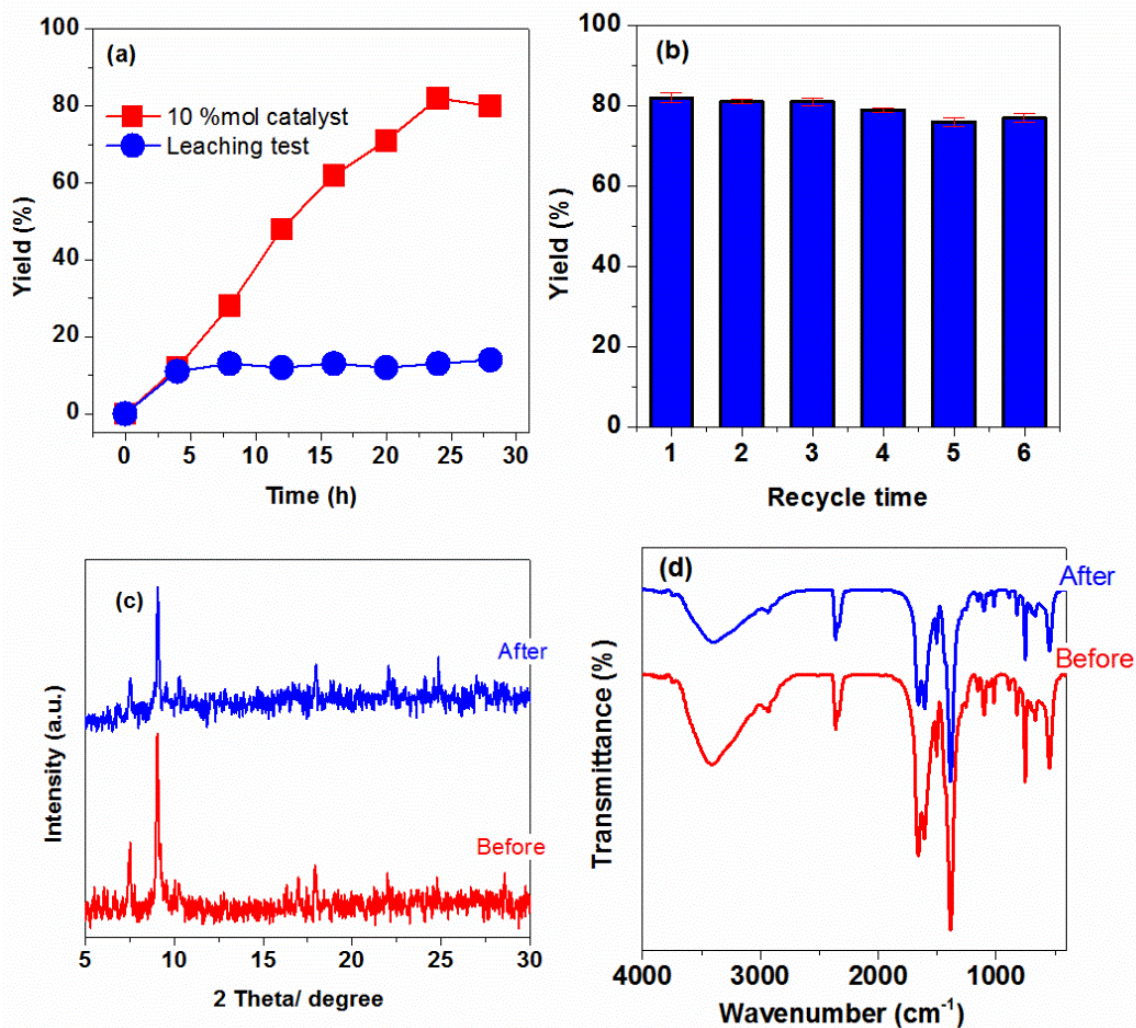 (a)
10 %mol catalyst
Leaching test
Yield (%)
100
80
60
40
20
0
0 5 10 15 20 25 30
Time (h)
(b)
Yield (%)
100
80
60
40
20
0
1 2 3 4 5 6
Recycle time
(c)
After
Before
Intensity (a.u.)
5 10 15 20 25 30
2 Theta/ degree
(d)
After
Before
Transmittance (%)
4000 3000 2000 1000
Wavenumber (cm⁻¹)